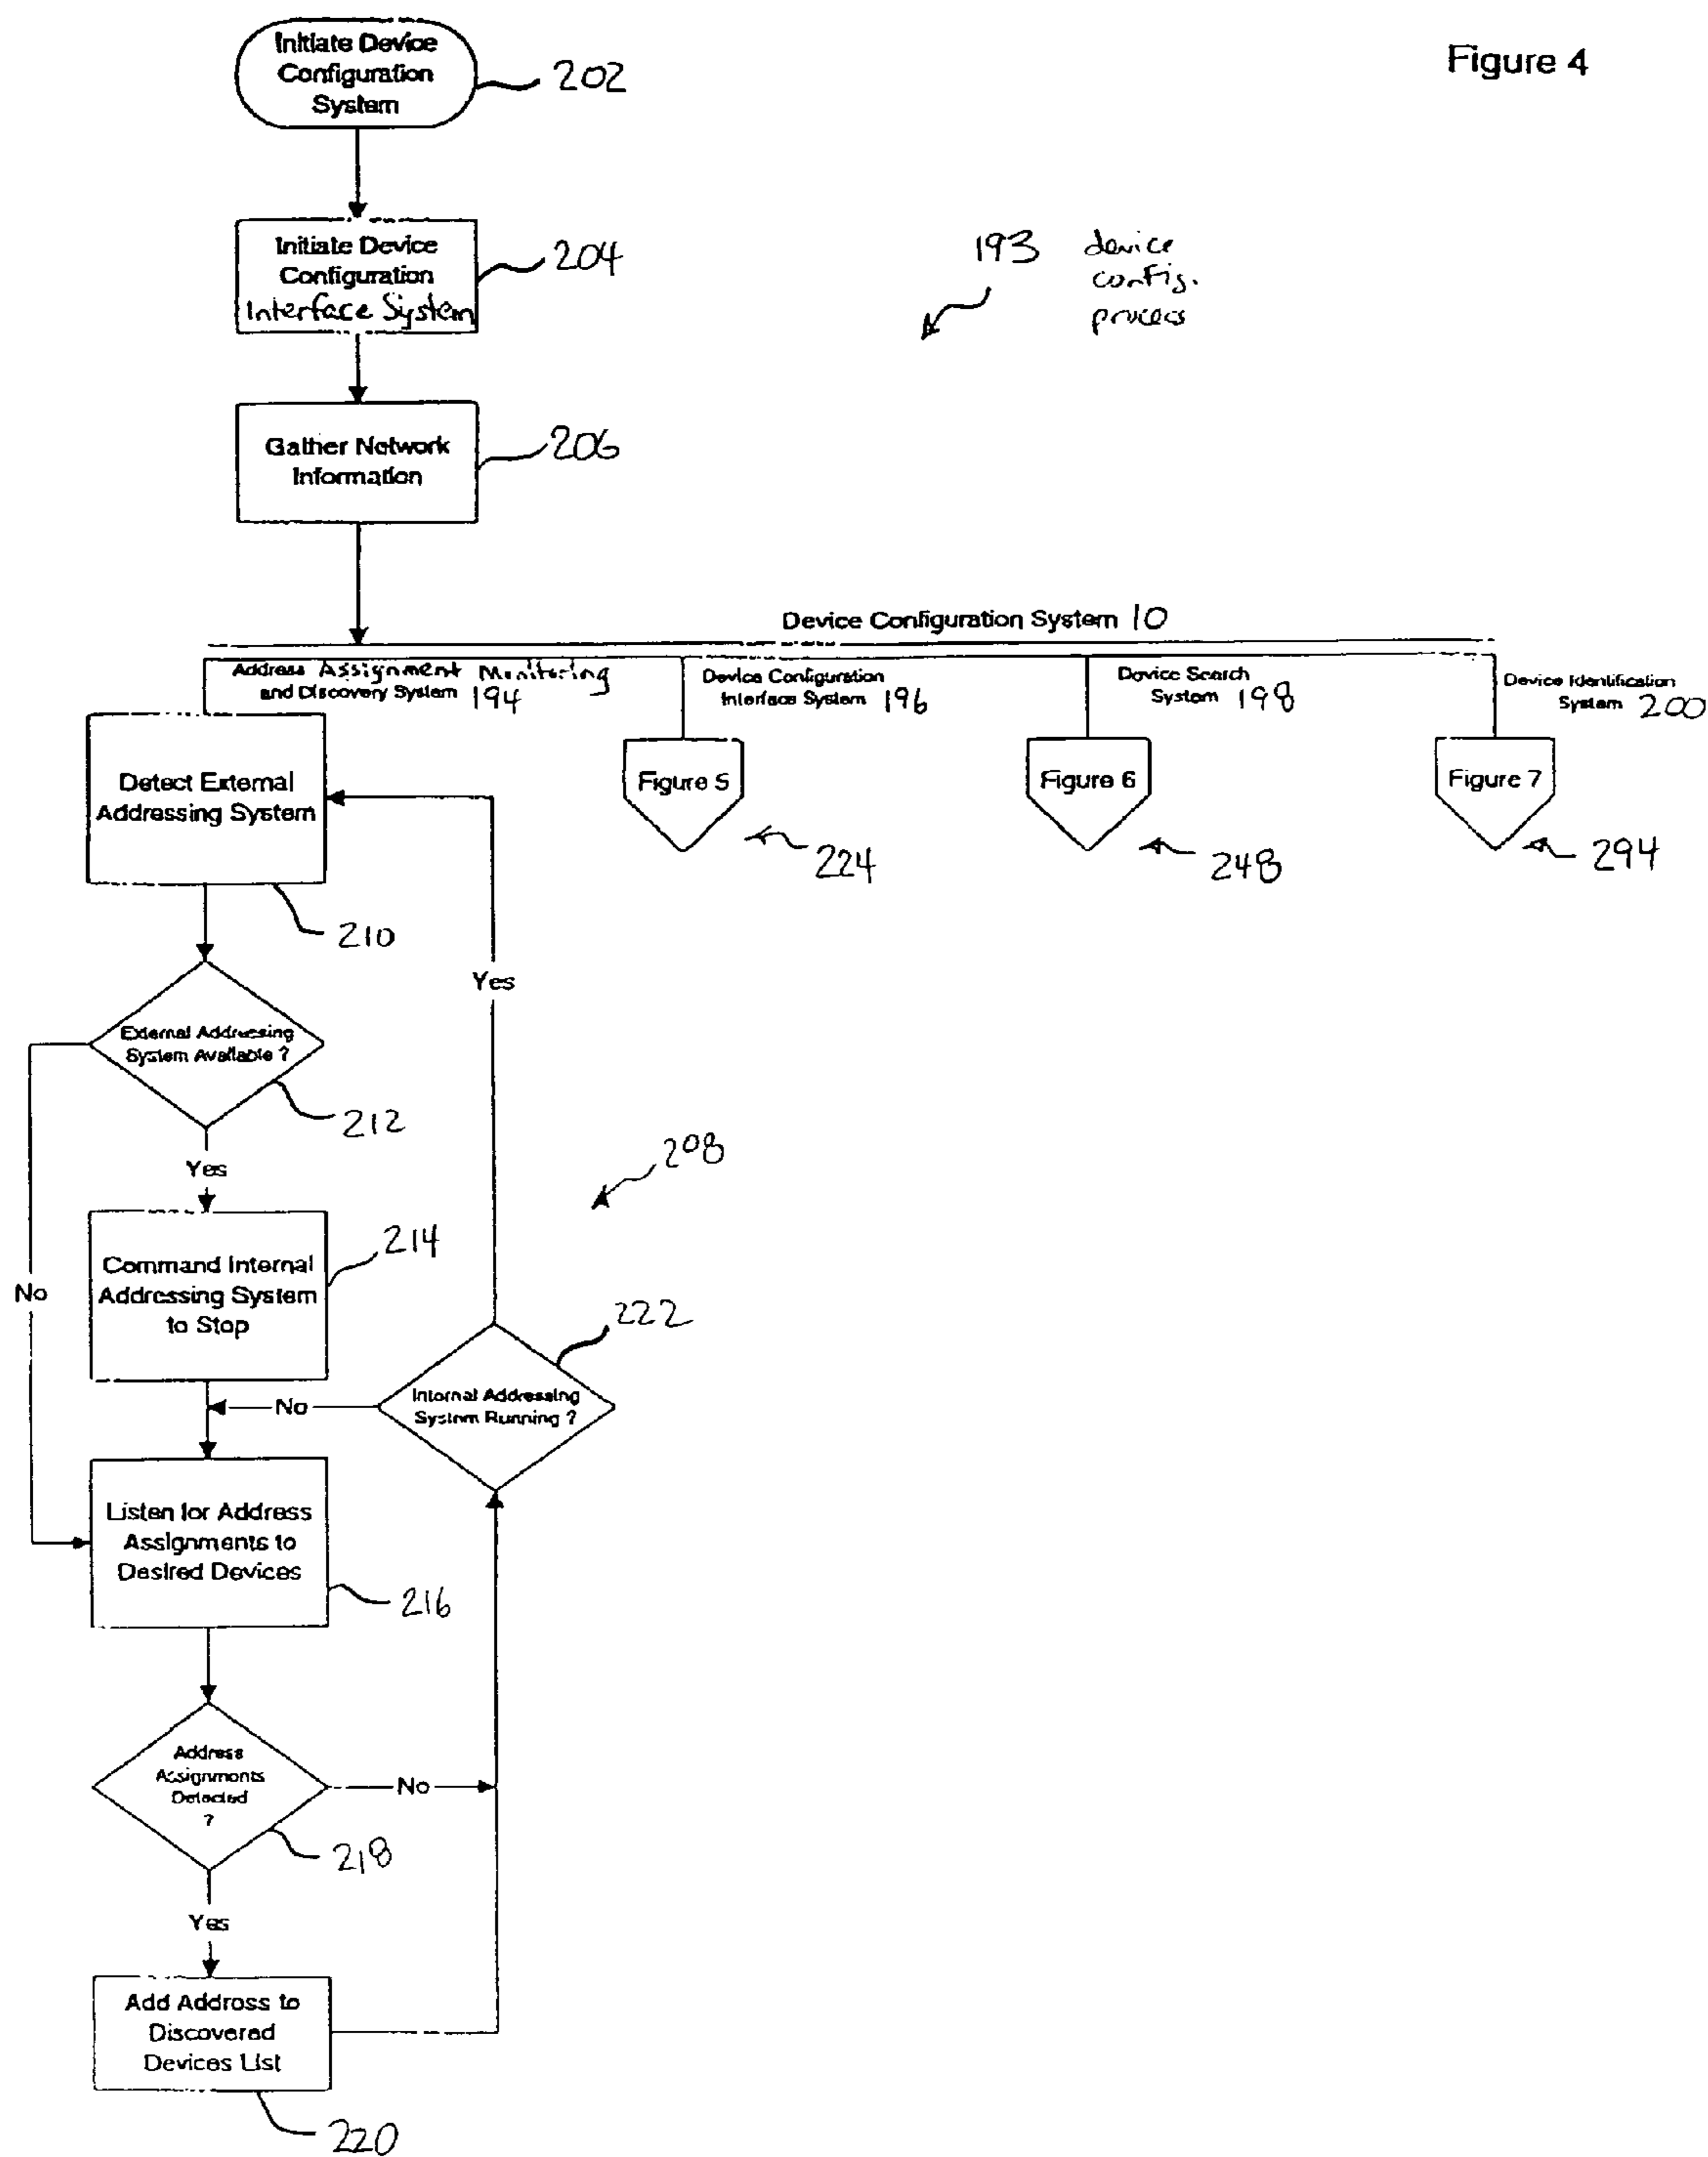 Figure 4
Initiate Device
Configuration
System
202
Initiate Device
Configuration
Interface System
204
193 device
config.
process
Gather Network
Information
206
Device Configuration System 10
Address Assignment Monitoring
and Discovery System 194
Device Configuration
Interface System 196
Device Search
System 198
Device Identification
System 200
Detect External
Addressing System
210
Figure 5
224
Figure 6
248
Figure 7
294
Yes
External Addressing
System Available ?
212
Yes
No
208
Command Internal
Addressing System
to Stop
214
222
Internal Addressing
System Running ?
No
Listen for Address
Assignments to
Desired Devices
216
Address
Assignments
Detected
?
218
No
Yes
Add Address to
Discovered
Devices List
220